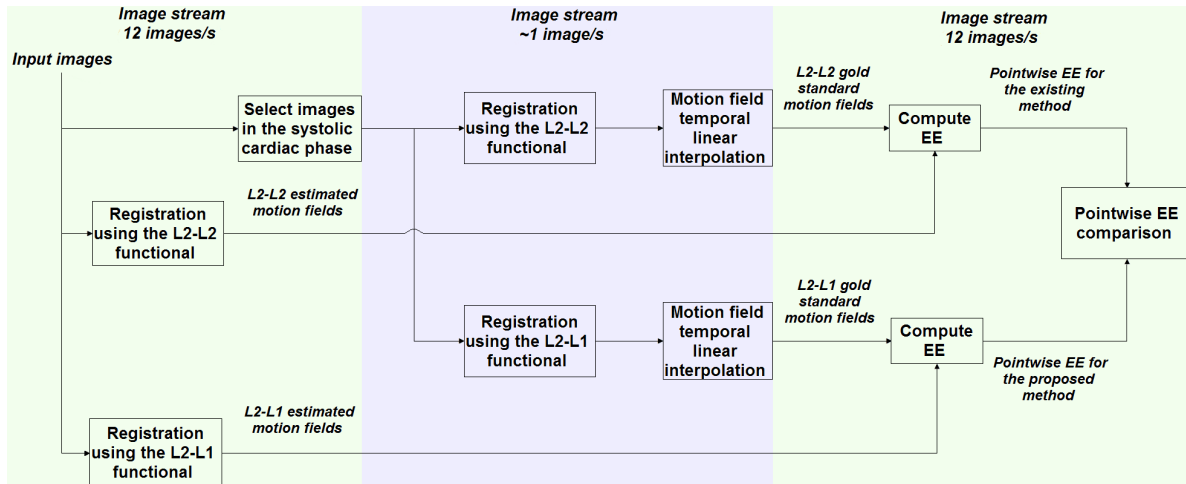 Image stream
12 images/s
Image stream
~1 image/s
Image stream
12 images/s
Input images
Select images
in the systolic
cardiac phase
Registration
using the L2-L2
functional
Motion field
temporal
linear
interpolation
L2-L2 gold
standard
motion fields
Compute
EE
Pointwise EE for
the existing
method
L2-L2 estimated
motion fields
Registration
using the L2-L2
functional
Pointwise EE
comparison
Registration
using the L2-L1
functional
Motion field
temporal
linear
interpolation
L2-L1 gold
standard
motion fields
Compute
EE
Pointwise EE for
the proposed
method
L2-L1 estimated
motion fields
Registration
using the L2-L1
functional